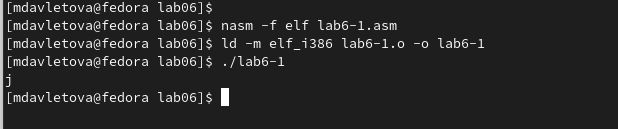 [mdavletova@fedora lab06]$
[mdavletova@fedora lab06]$ nasm -f elf lab6-1.asm
[mdavletova@fedora lab06]$ ld -m elf_i386 lab6-1.o -o lab6-1
[mdavletova@fedora lab06]$ ./lab6-1
j
[mdavletova@fedora lab06]$